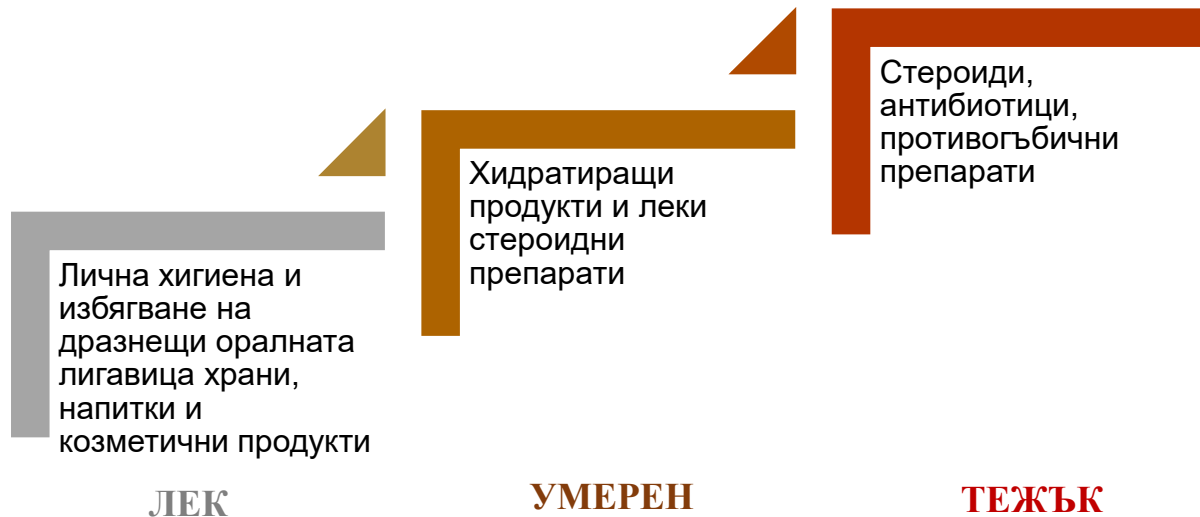 Лична хигиена и
избягване на
дразнещи оралната
лигавица храни,
напитки и
козметични продукти
ЛЕК
Хидратиращи
продукти и леки
стероидни
препарати
УМЕРЕН
Стероиди,
антибиотици,
противогъбични
препарати
ТЕЖЪК